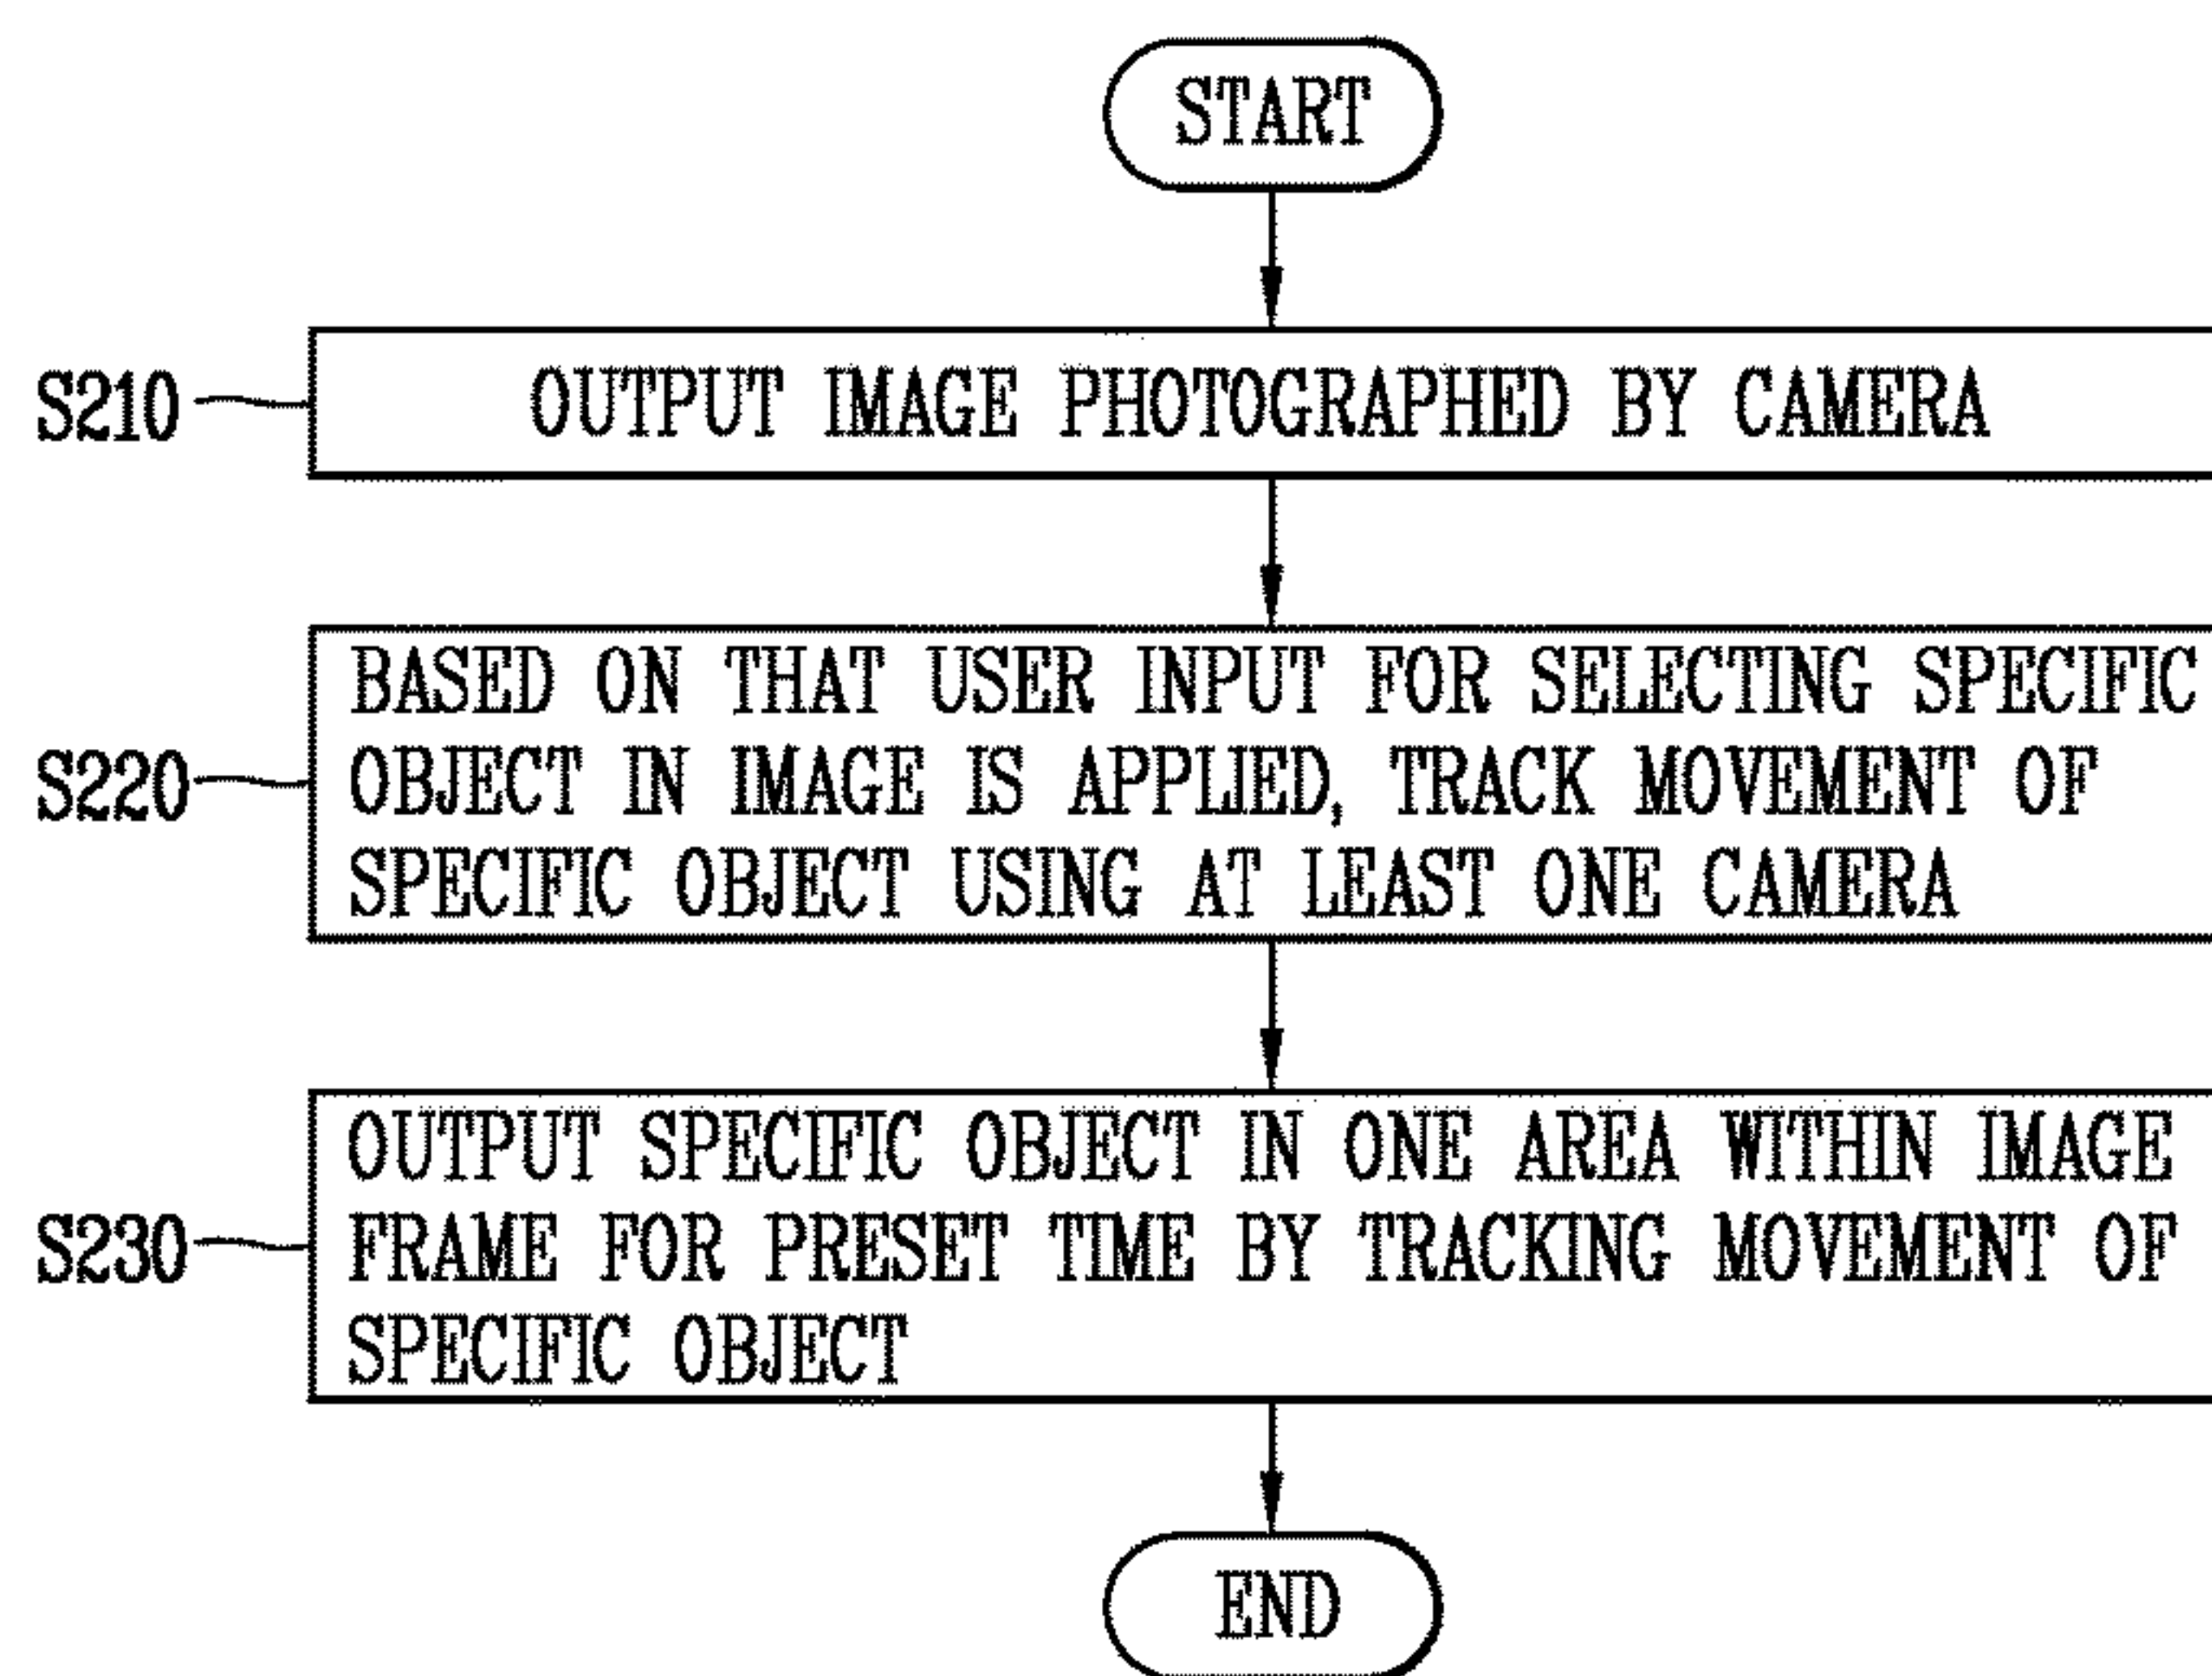 START
S210
OUTPUT IMAGE PHOTOGRAPHED BY CAMERA
S220
BASED ON THAT USER INPUT FOR SELECTING SPECIFIC
OBJECT IN IMAGE IS APPLIED, TRACK MOVEMENT OF
SPECIFIC OBJECT USING AT LEAST ONE CAMERA
S230
OUTPUT SPECIFIC OBJECT IN ONE AREA WITHIN IMAGE
FRAME FOR PRESET TIME BY TRACKING MOVEMENT OF
SPECIFIC OBJECT
END